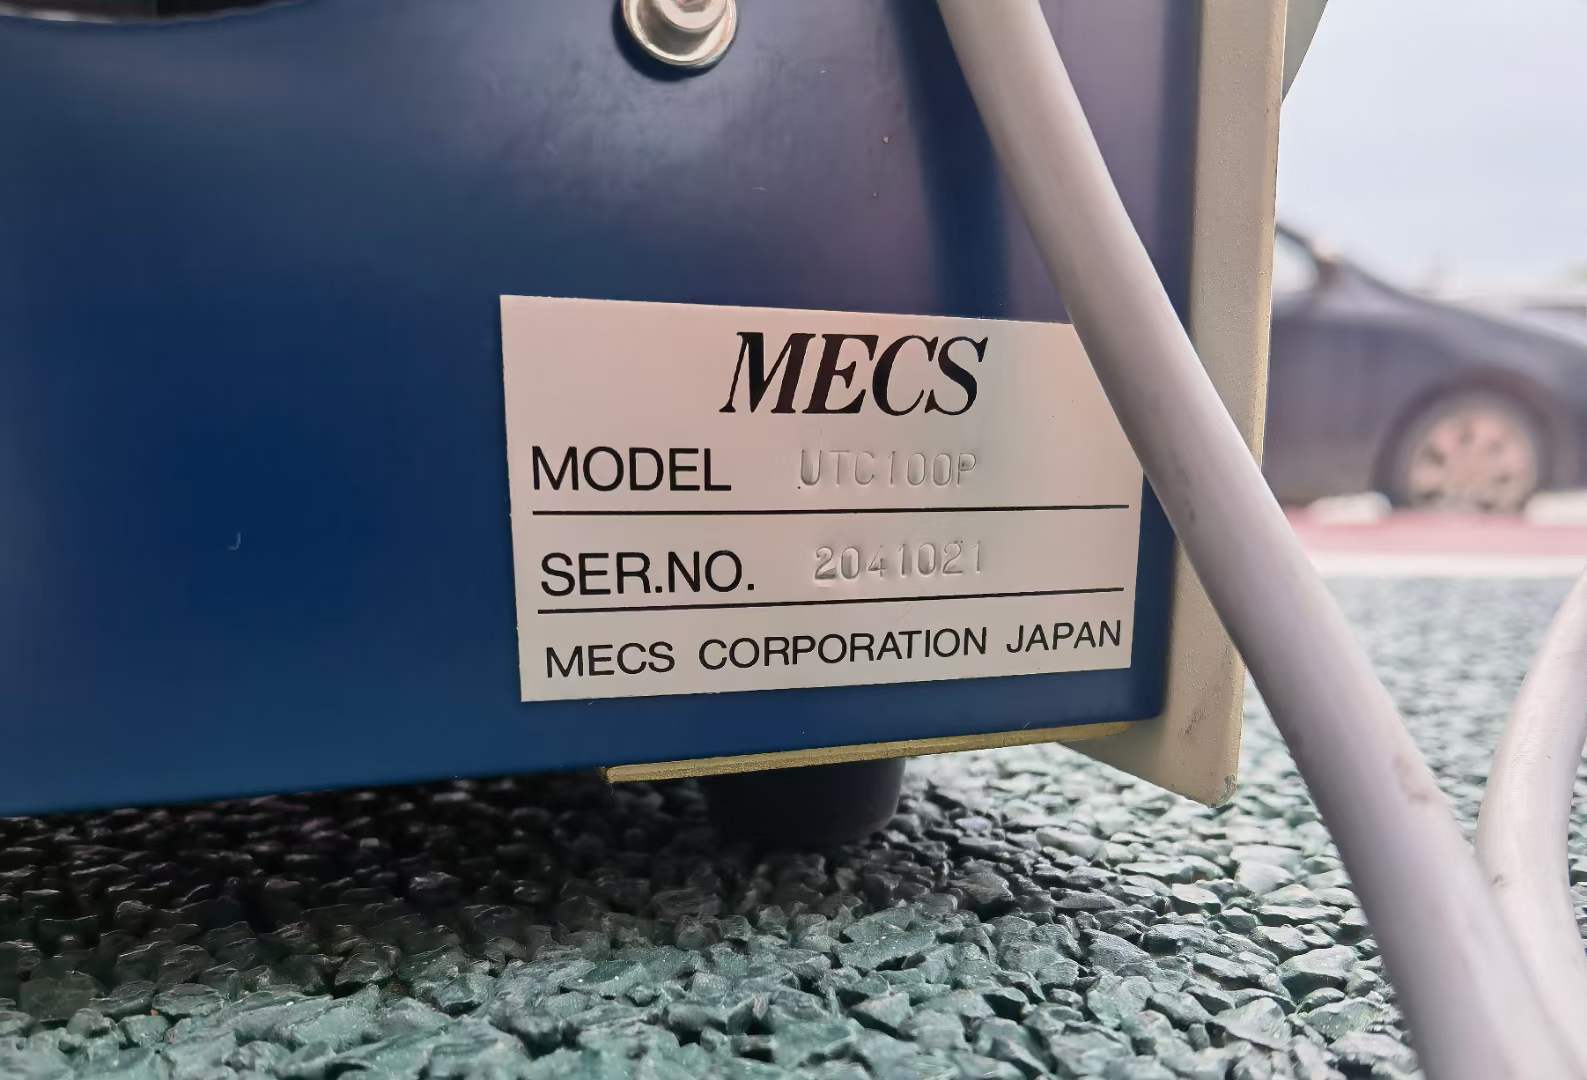 MECS
MODEL UTC100P
SER.NO. 2041021
MECS CORPORATION JAPAN